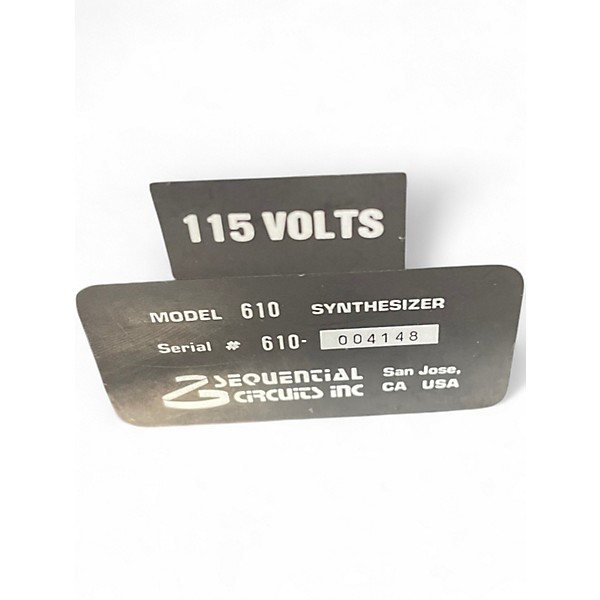 115 VOLTS
MODEL 610 SYNTHESIZER
Serial # 610- 004148
SEQUENTIAL San Jose,
CIRCUITS INC CA USA